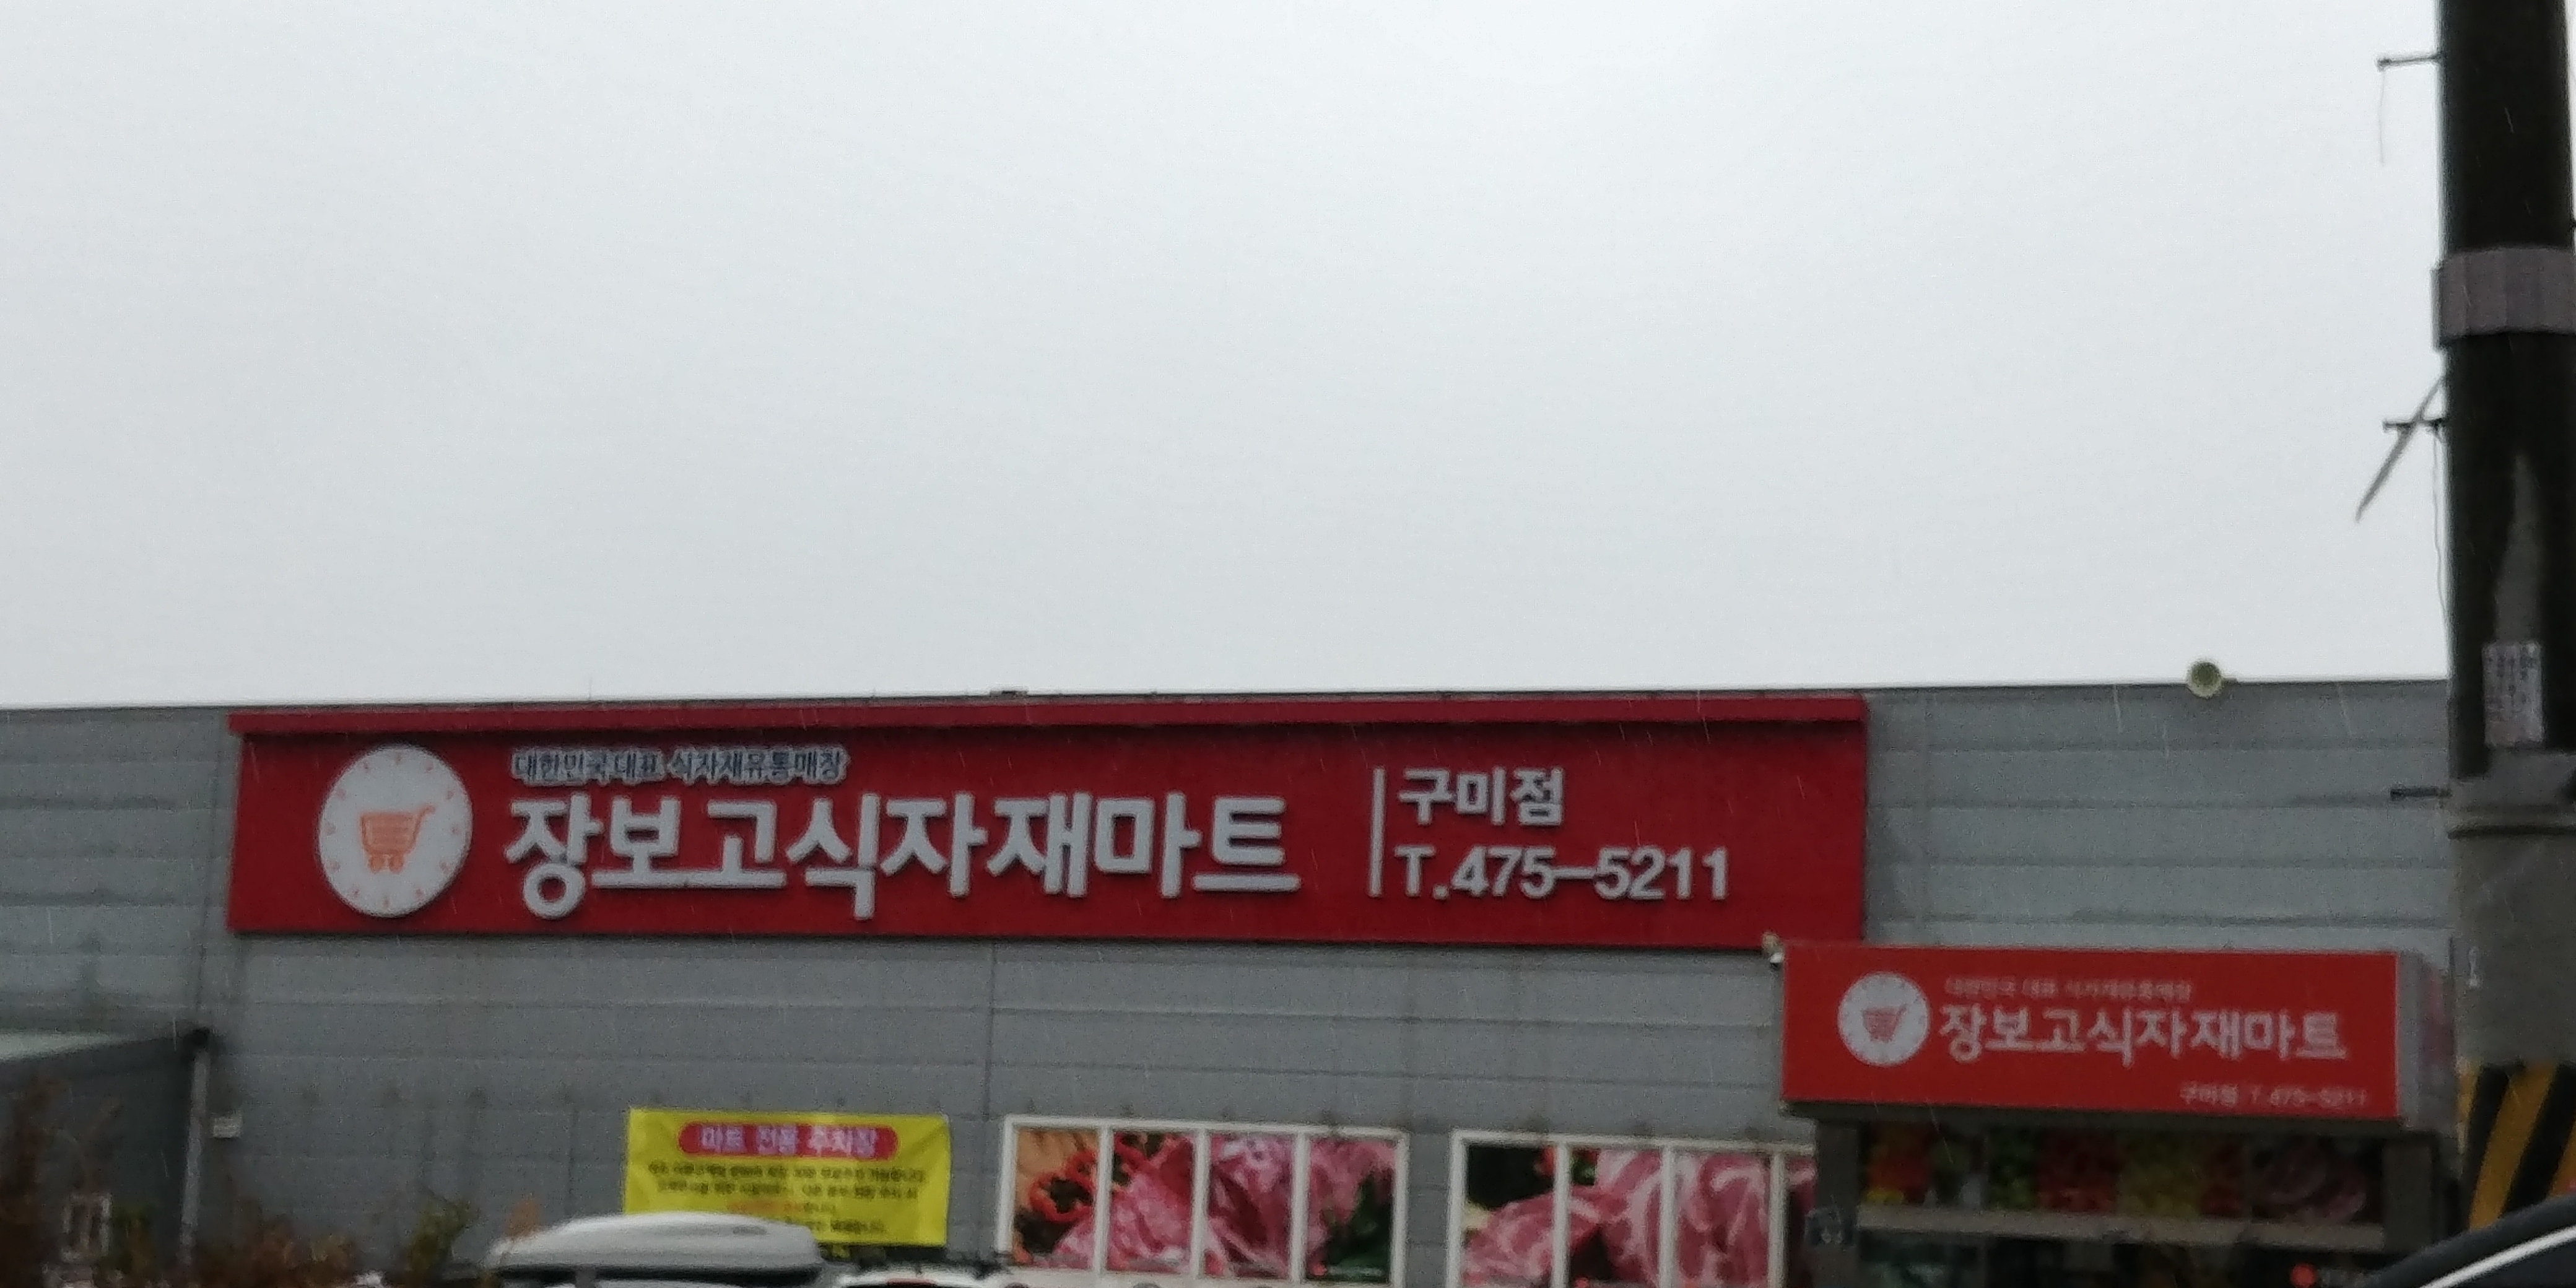 대한민국대표 식자재유통매장
장보고식자재마트
구미점
T.475-5211
대한민국 대표 식자재유통매장
장보고식자재마트
구미점 T.475-5211
마트 전용 주차장